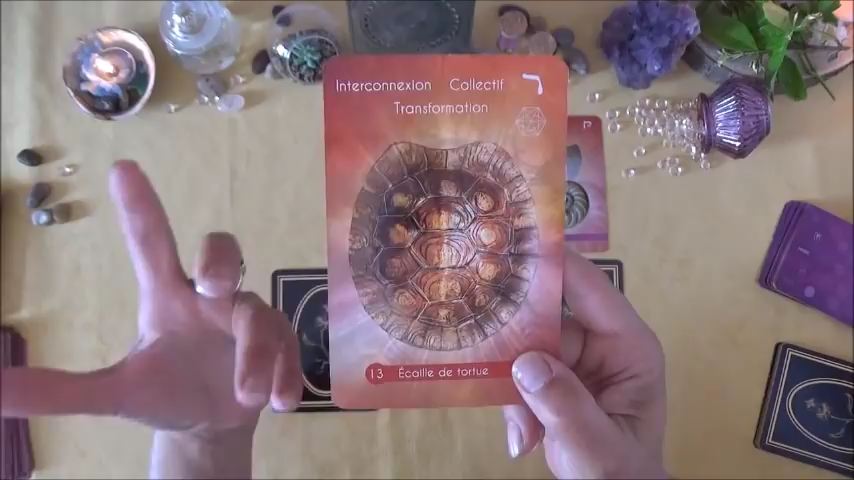 Interconnexion Collectif
Transformation
13 Écaille de tortue